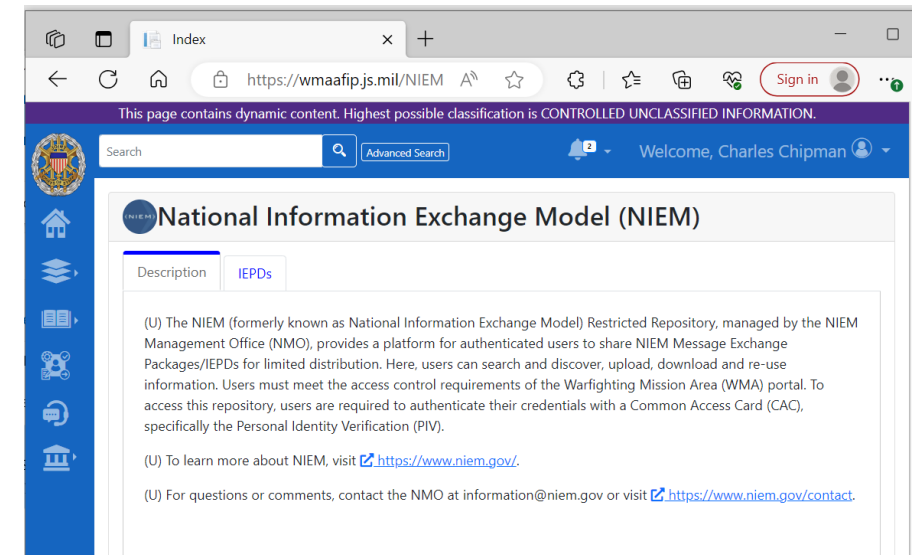 Index
https://wmaafip.js.mil/NIEM
Sign in
This page contains dynamic content. Highest possible classification is CONTROLLED UNCLASSIFIED INFORMATION.
Search
Advanced Search
2
Welcome, Charles Chipman
(NIEM)
National Information Exchange Model (NIEM)
Description
IEPDs
(U) The NIEM (formerly known as National Information Exchange Model) Restricted Repository, managed by the NIEM
Management Office (NMO), provides a platform for authenticated users to share NIEM Message Exchange
Packages/IEPDs for limited distribution. Here, users can search and discover, upload, download and re-use
information. Users must meet the access control requirements of the Warfighting Mission Area (WMA) portal. To
access this repository, users are required to authenticate their credentials with a Common Access Card (CAC),
specifically the Personal Identity Verification (PIV).
(U) To learn more about NIEM, visit https://www.niem.gov/.
(U) For questions or comments, contact the NMO at information@niem.gov or visit https://www.niem.gov/contact.